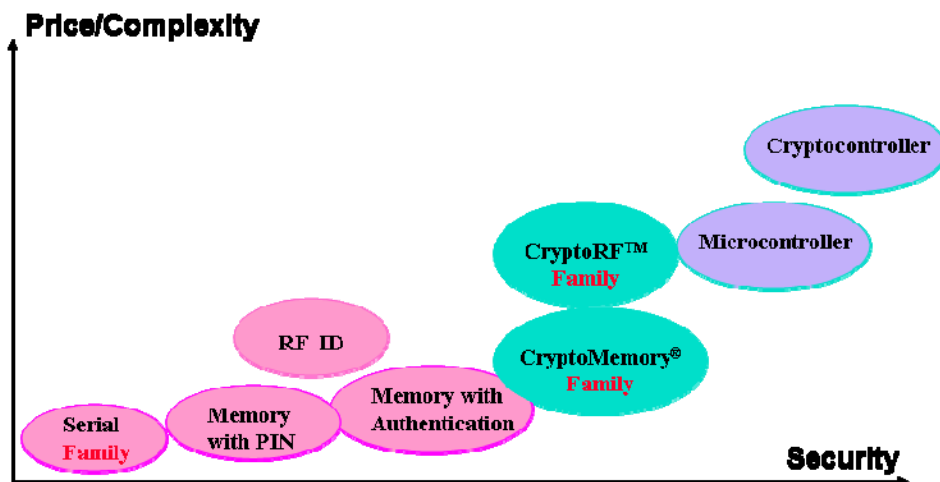 Price/Complexity
Cryptocontroller
CryptoRF™
Family
Microcontroller
RF ID
CryptoMemory®
Family
Memory with
Authentication
Memory
with PIN
Serial
Family
Security